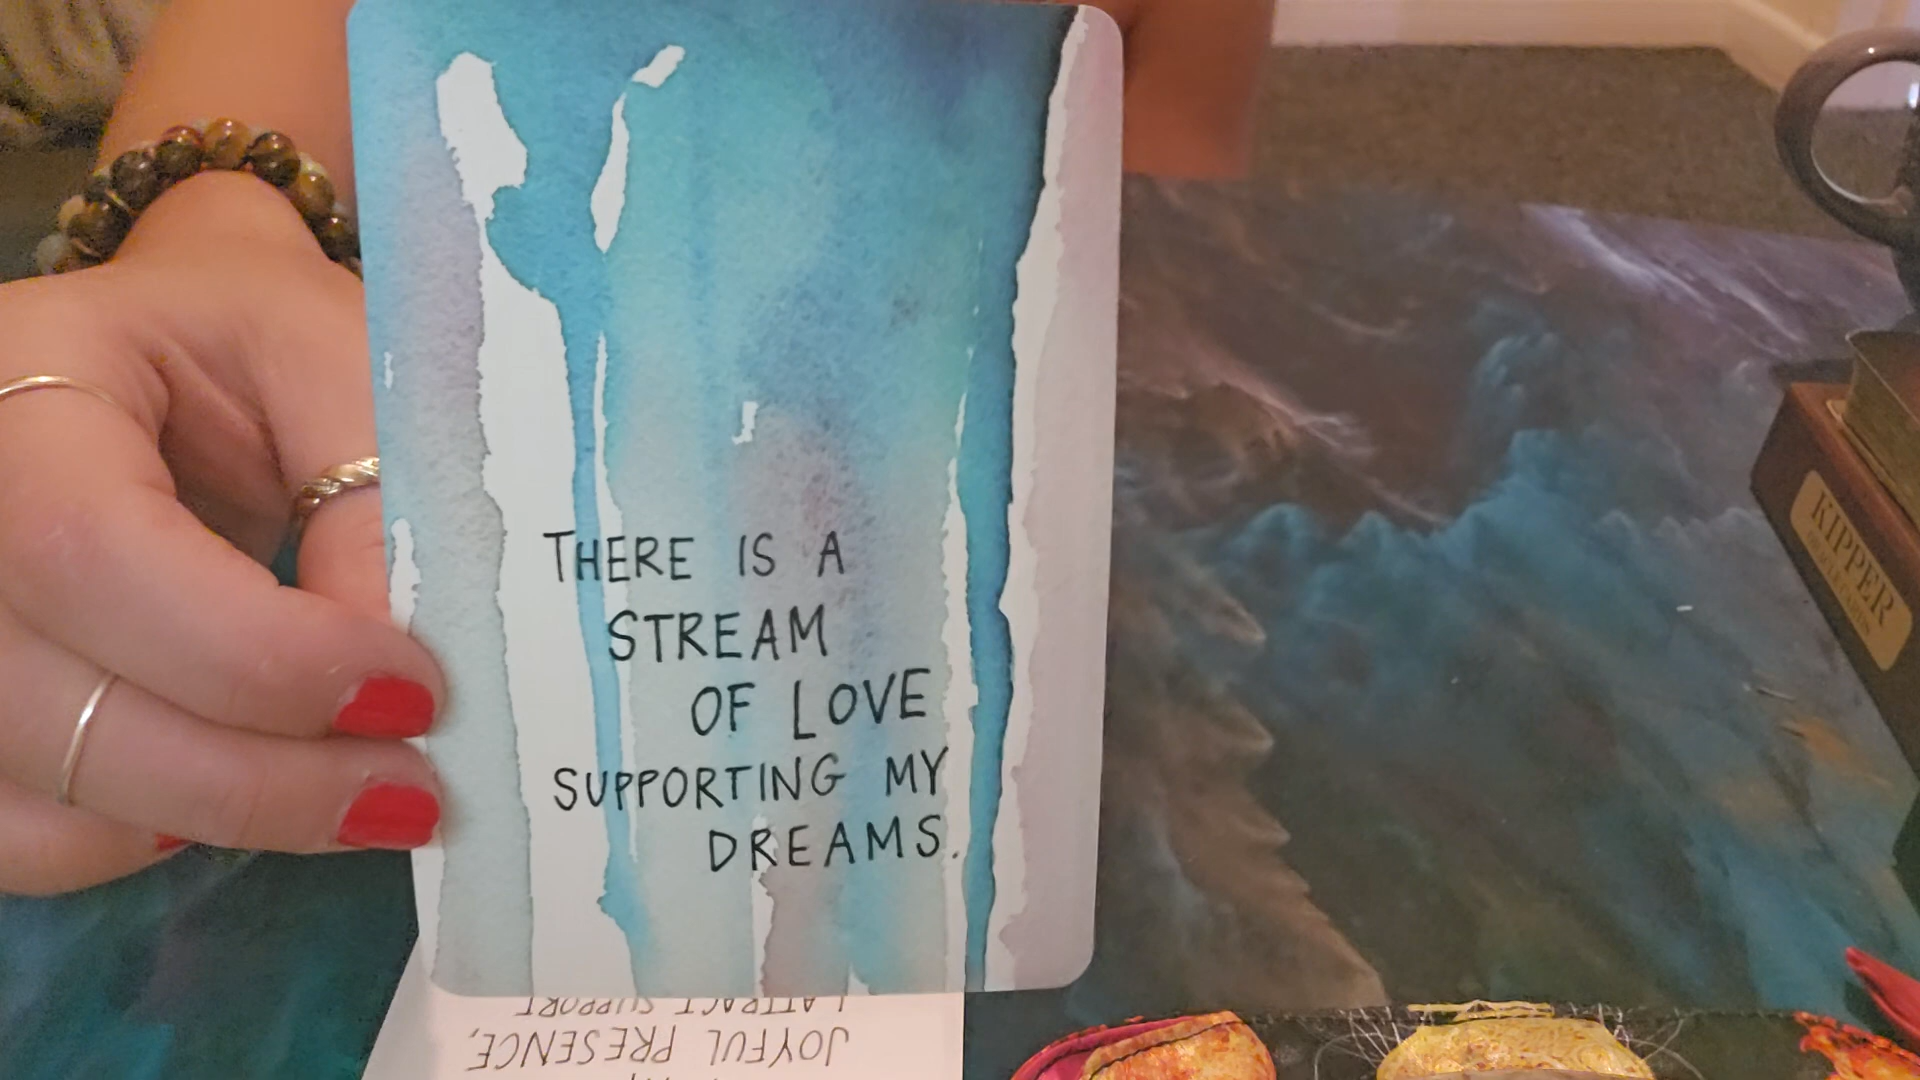 THERE IS A
STREAM
OF LOVE
SUPPORTING MY
DREAMS.
JOYFUL PRESENCE,
I ATTRACT SUPPORT
KIPPER